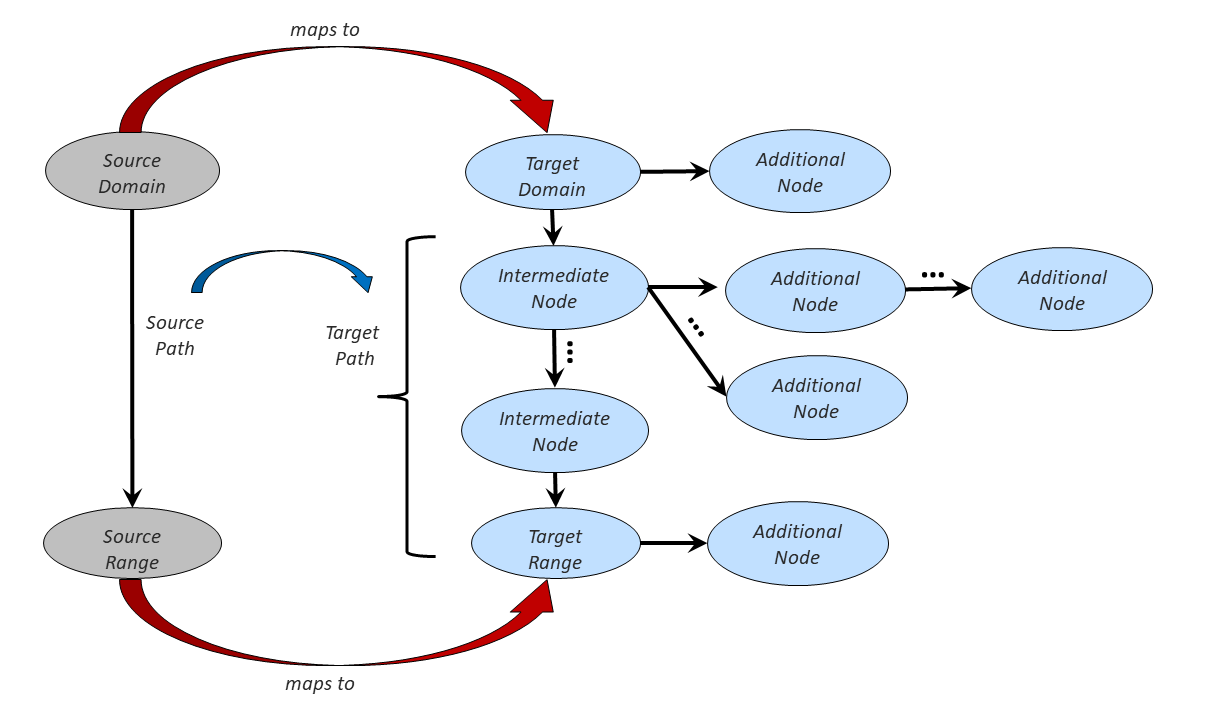 maps to
Source
Domain
Target
Domain
Additional
Node
Intermediate
Node
Additional
Node
Additional
Node
Source
Path
Target
Path
Additional
Node
Intermediate
Node
Source
Range
Target
Range
Additional
Node
maps to